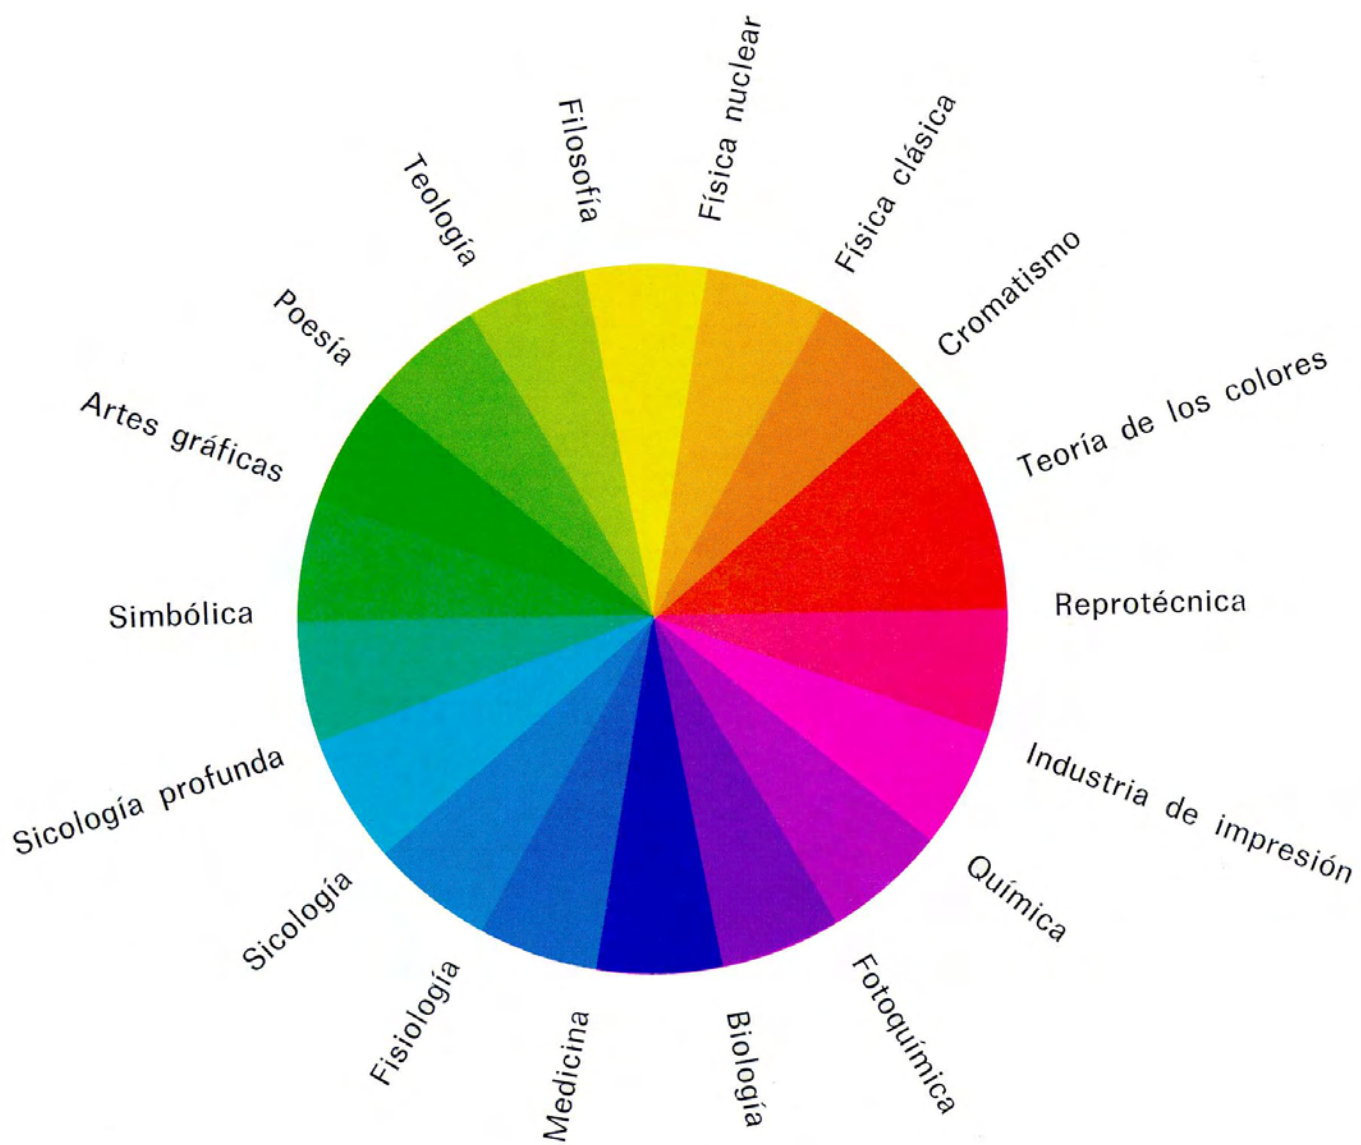 Física nuclear
Física clásica
Cromatismo
Teoría de los colores
Reprotécnica
Industria de impresión
Química
Fotoquímica
Biología
Medicina
Fisiología
Sicología
Sicología profunda
Simbólica
Artes gráficas
Poesía
Teología
Filosofía